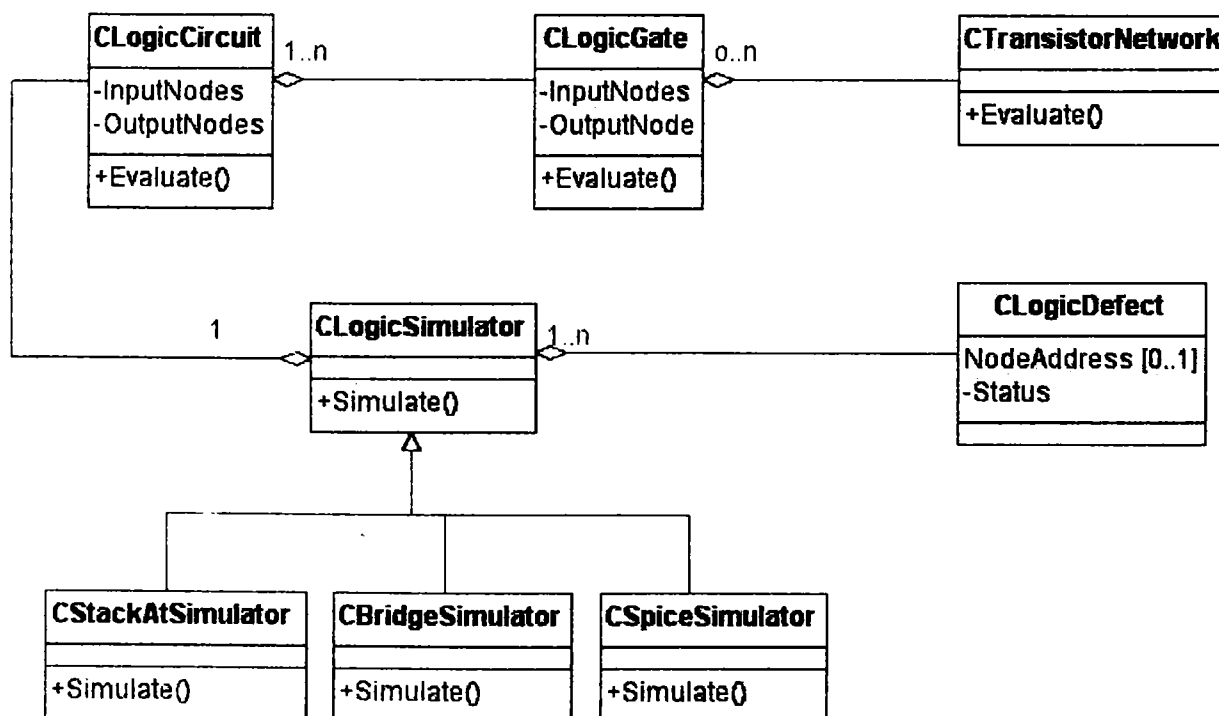 CLogicCircuit
-InputNodes
-OutputNodes
+Evaluate()
1..n
CLogicGate
-InputNodes
-OutputNode
+Evaluate()
o..n
CTransistorNetwork
+Evaluate()
1
CLogicSimulator
+Simulate()
1..n
CLogicDefect
NodeAddress [0..1]
-Status
CStackAtSimulator
+Simulate()
CBridgeSimulator
+Simulate()
CSpiceSimulator
+Simulate()